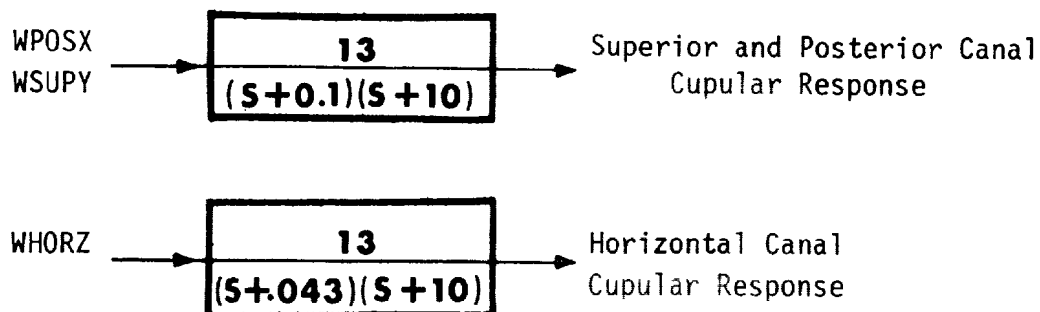 WPOSX
WSUPY
13
(S+0.1)(S+10)
Superior and Posterior Canal
Cupular Response
WHORZ
13
(S+.043)(S+10)
Horizontal Canal
Cupular Response